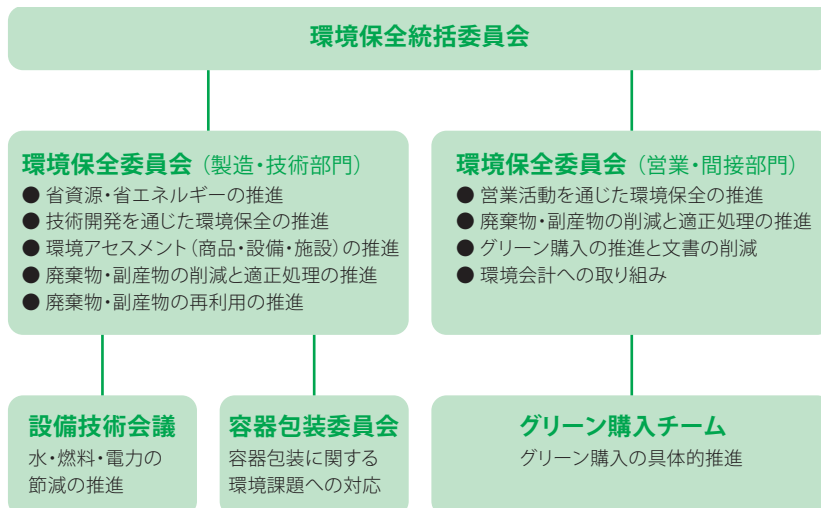 環境保全統括委員会
環境保全委員会（製造・技術部門）
● 省資源・省エネルギーの推進
● 技術開発を通じた環境保全の推進
● 環境アセスメント（商品・設備・施設）の推進
● 廃棄物・副産物の削減と適正処理の推進
● 廃棄物・副産物の再利用の推進
環境保全委員会（営業・間接部門）
● 営業活動を通じた環境保全の推進
● 廃棄物・副産物の削減と適正処理の推進
● グリーン購入の推進と文書の削減
● 環境会計への取り組み
設備技術会議
水・燃料・電力の
節減の推進
容器包装委員会
容器包装に関する
環境課題への対応
グリーン購入チーム
グリーン購入の具体的推進